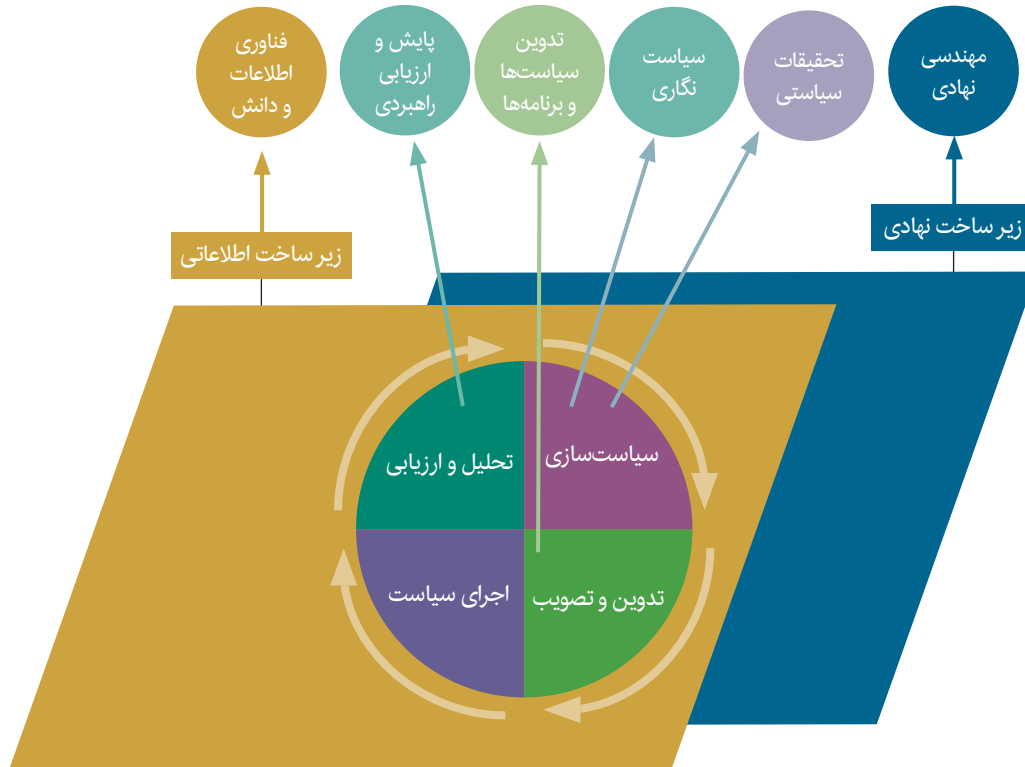 مهندسی
نهادی
تحقیقات
سیاستی
سیاست
نگاری
تدوین
سیاست‌ها
و برنامه‌ها
پایش و
ارزیابی
راهبردی
فناوری
اطلاعات
و دانش
زیر ساخت نهادی
زیر ساخت اطلاعاتی
سیاست‌سازی
تحلیل و ارزیابی
تدوین و تصویب
اجرای سیاست